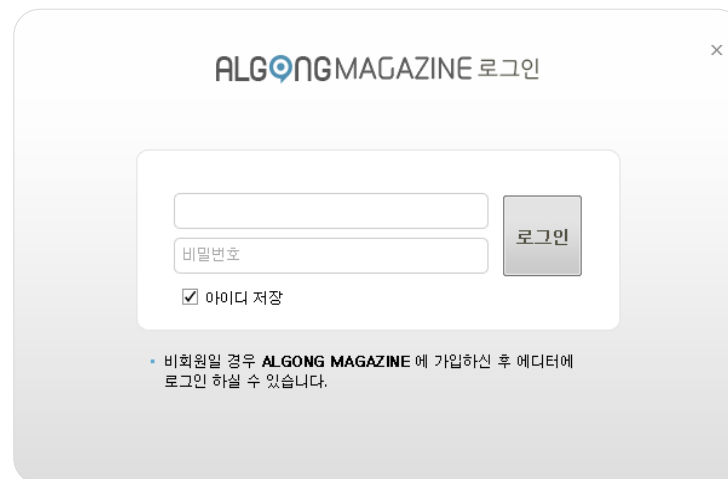 ALGONG MAGAZINE 로그인
비밀번호
로그인
아이디 저장
비회원일 경우 ALGONG MAGAZINE 에 가입하신 후 에디터에
로그인 하실 수 있습니다.